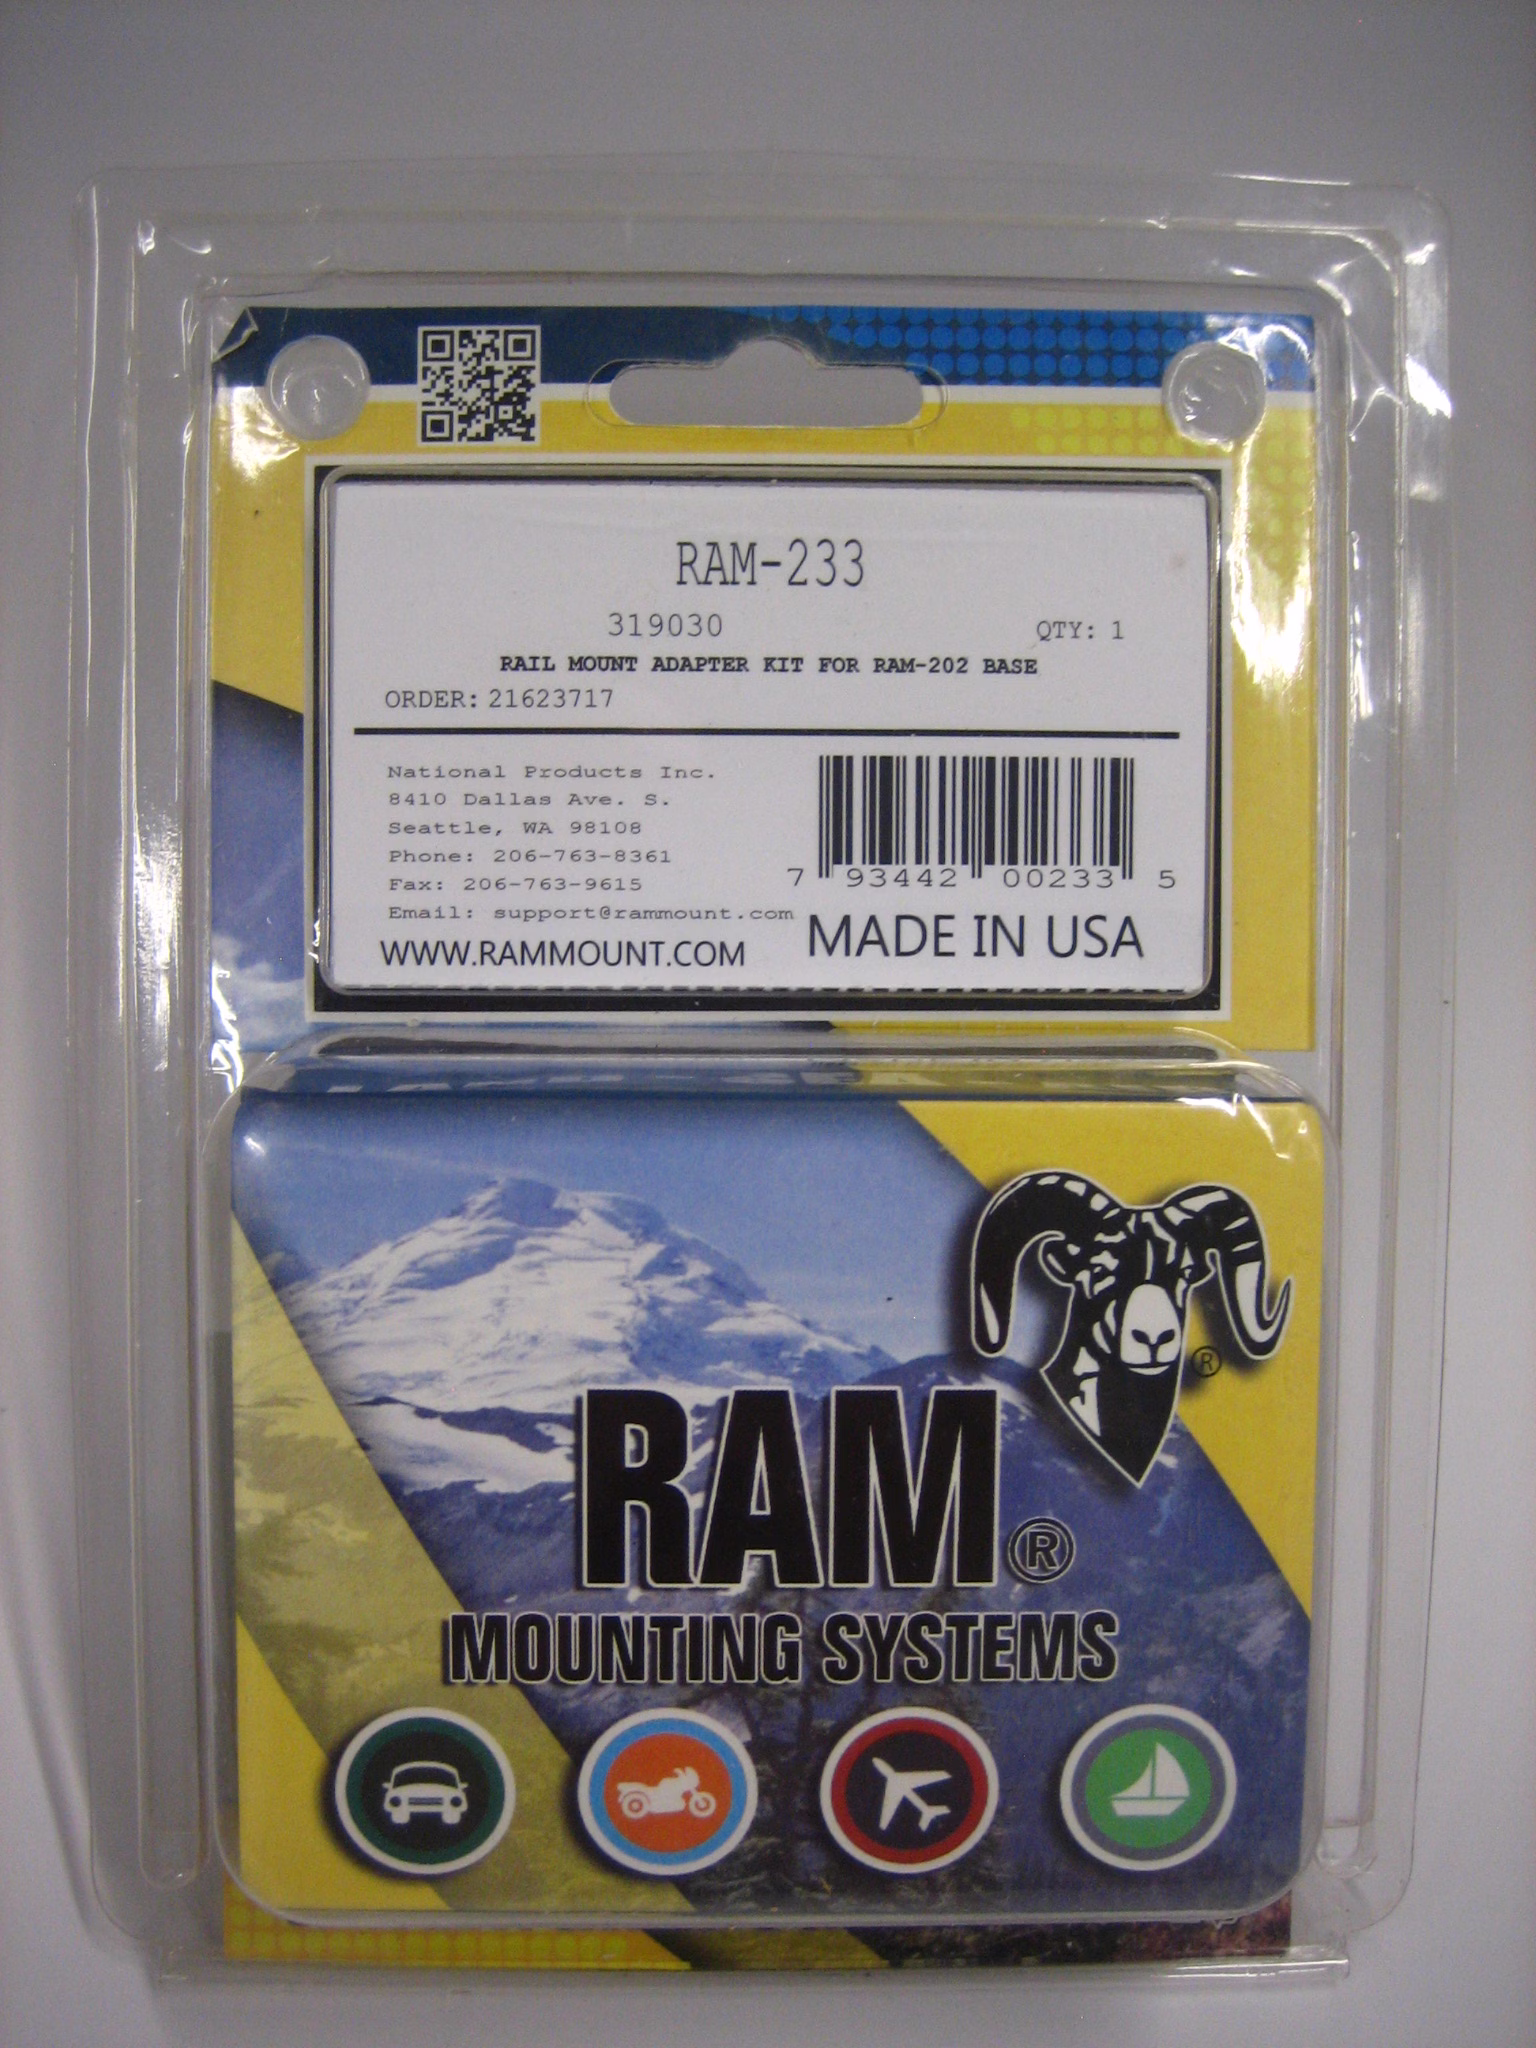 RAM-233
319030 QTY: 1
RAIL MOUNT ADAPTER KIT FOR RAM-202 BASE
ORDER: 21623717
National Products Inc.
8410 Dallas Ave. S.
Seattle, WA 98108
Phone: 206-763-8361
Fax: 206-763-9615
Email: support@rammount.com
WWW.RAMMOUNT.COM
7 93442 00233 5
MADE IN USA
®
RAM®
MOUNTING SYSTEMS